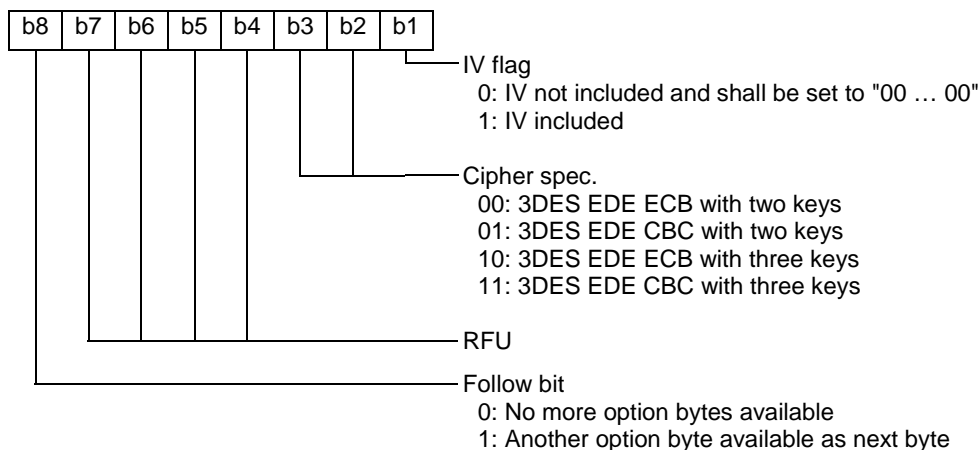 b8 b7 b6 b5 b4 b3 b2 b1
IV flag
0: IV not included and shall be set to "00 … 00"
1: IV included
Cipher spec.
00: 3DES EDE ECB with two keys
01: 3DES EDE CBC with two keys
10: 3DES EDE ECB with three keys
11: 3DES EDE CBC with three keys
RFU
Follow bit
0: No more option bytes available
1: Another option byte available as next byte